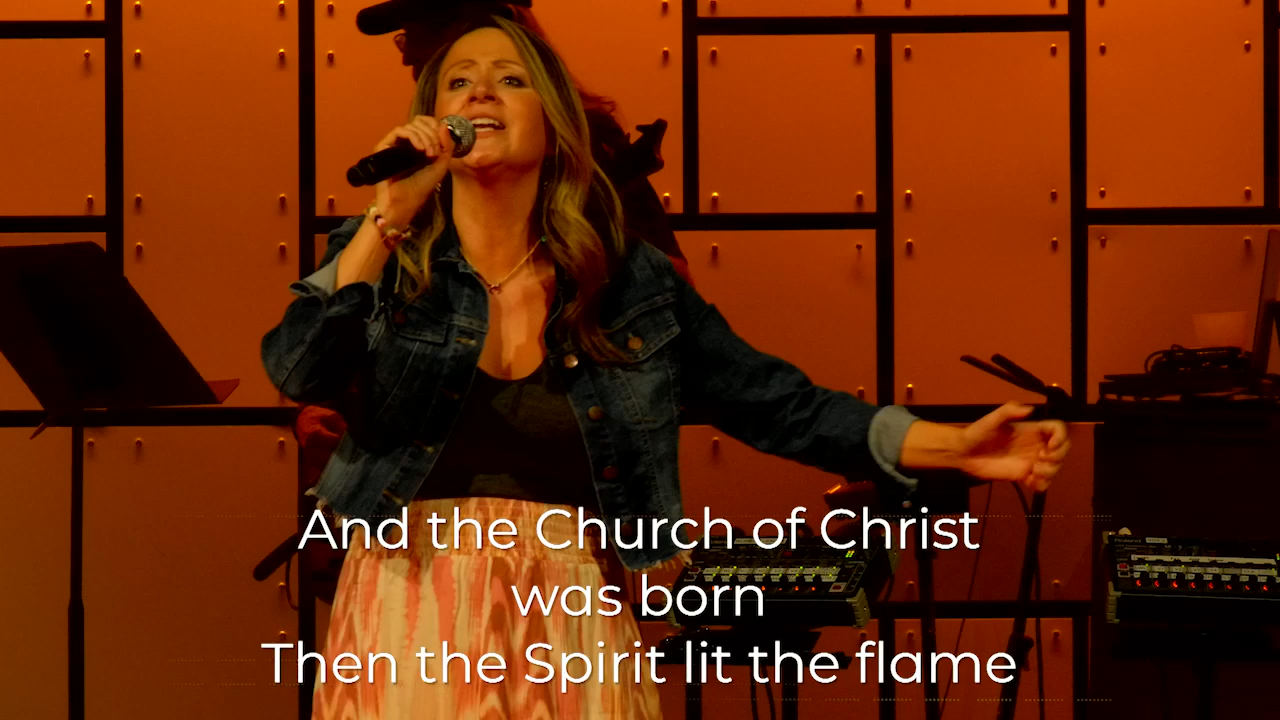 And the Church of Christ
was born
Then the Spirit lit the flame